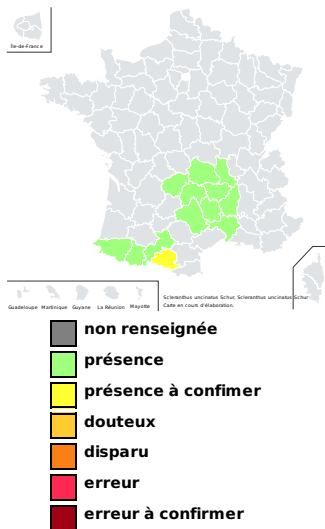 Île-de-France
Guadeloupe Martinique Guyane La Réunion Mayotte
Scleranthus uncinatus Schur, Scleranthus uncinatus Schur
Carte en cours d'élaboration.
non renseignée
présence
présence à confimer
douteux
disparu
erreur
erreur à confirmer